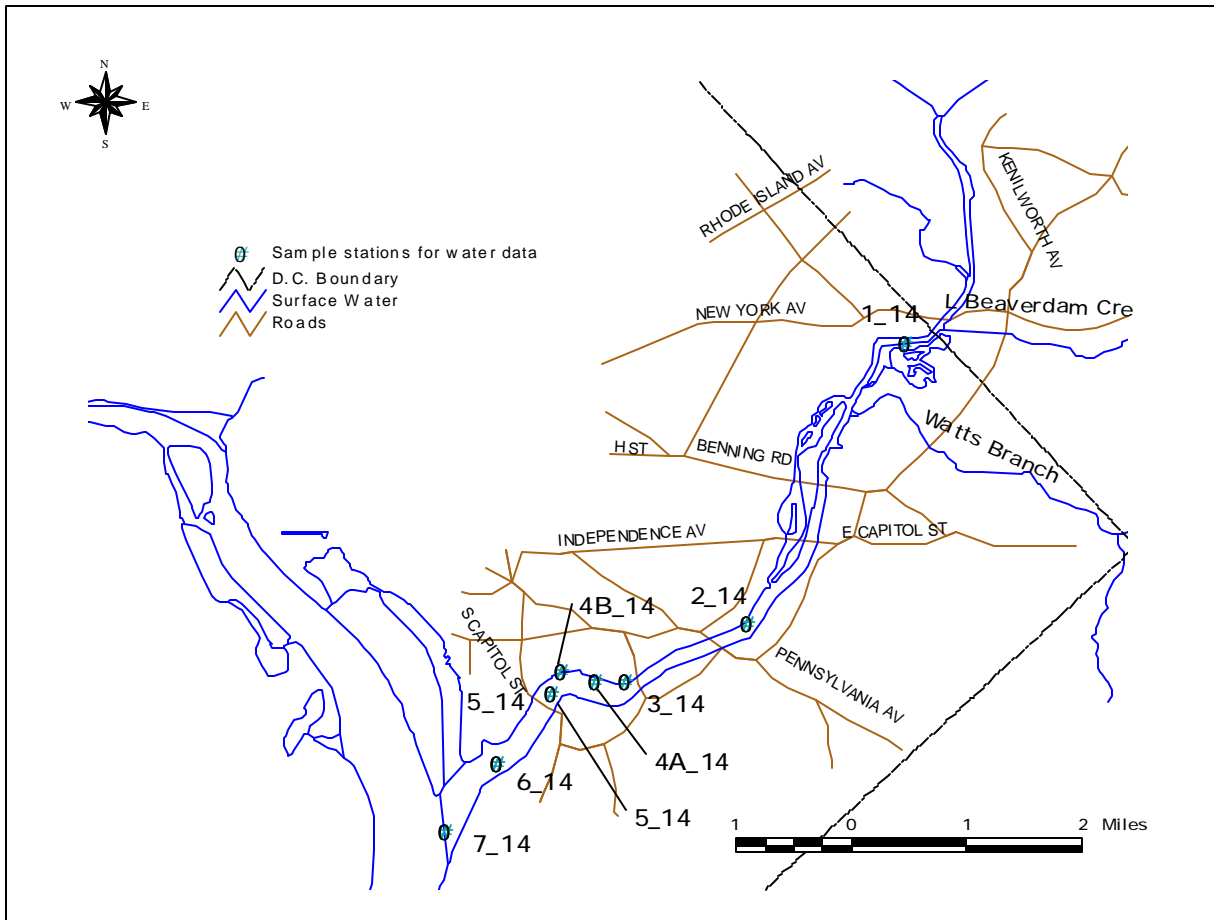 N
W E
S
Sample stations for water data
D.C. Boundary
Surface Water
Roads
RHODE ISLAND AV
KENILWORTH AV
NEW YORK AV
1_14
L Beaverdam Cre
H ST
BENNING RD
Watts Branch
INDEPENDENCE AV
E CAPITOL ST
2_14
4B_14
S CAPITOL ST
PENNSYLVANIA AV
5_14
3_14
4A_14
6_14
5_14
7_14
1 0 1 2 Miles